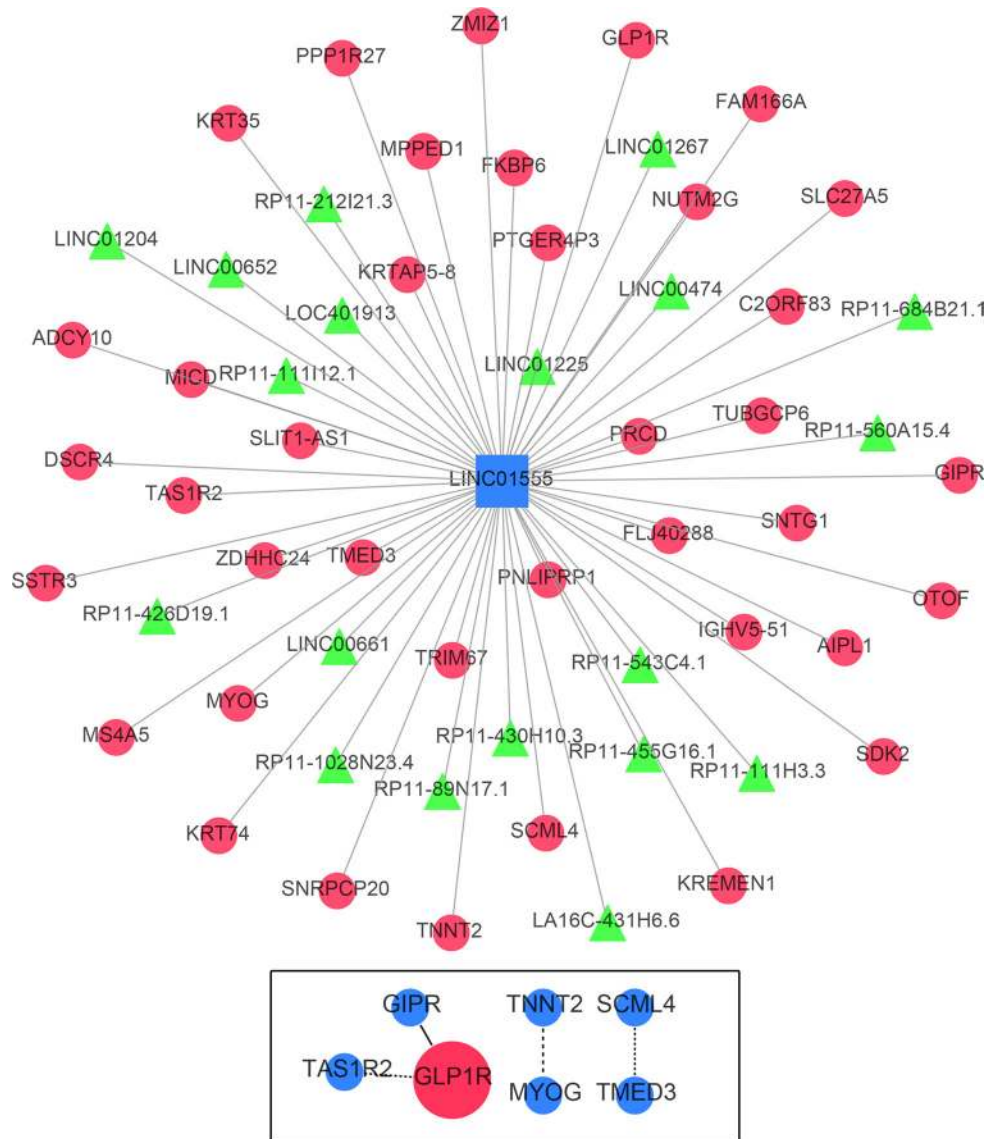 ZMIZ1
GLP1R
PPP1R27
FAM166A
KRT35
MPPED1
LINC01267
FKBP6
RP11-212I21.3
NUTM2G
SLC27A5
LINC01204
PTGER4P3
LINC00652
KRTAP5-8
LINC00474
C2ORF83
LOC401913
RP11-684B21.1
ADCY10
LINC01225
MICD
RP11-111I12.1
TUBGCP6
PRCD
RP11-560A15.4
SLIT1-AS1
DSCR4
GIPR
LINC01555
TAS1R2
SNTG1
FLJ40288
ZDHHC24
TMED3
SSTR3
PNLIPRP1
OTOF
RP11-426D19.1
IGHV5-51
LINC00661
AIPL1
TRIM67
RP11-543C4.1
MYOG
MS4A5
RP11-430H10.3
RP11-455G16.1
SDK2
RP11-1028N23.4
RP11-111H3.3
RP11-89N17.1
KRT74
SCML4
SNRPCP20
KREMEN1
TNNT2
LA16C-431H6.6
GIPR
TNNT2
SCML4
TAS1R2
GLP1R
MYOG
TMED3